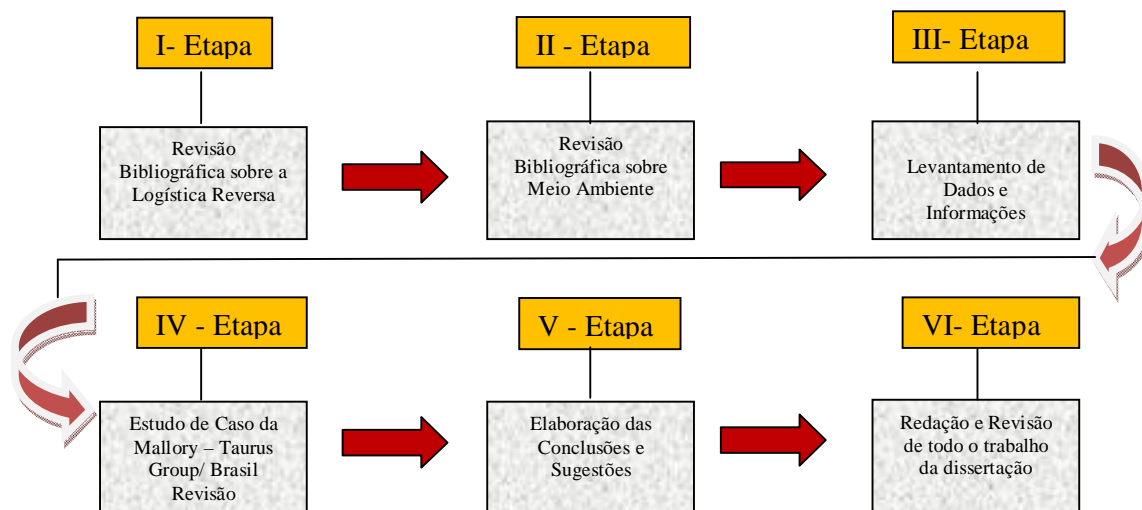 I- Etapa
Revisão
Bibliográfica sobre a
Logística Reversa
II - Etapa
Revisão
Bibliográfica sobre
Meio Ambiente
III- Etapa
Levantamento de
Dados e
Informações
IV - Etapa
Estudo de Caso da
Mallory – Taurus
Group/ Brasil
Revisão
V - Etapa
Elaboração das
Conclusões e
Sugestões
VI- Etapa
Redação e Revisão
de todo o trabalho
da dissertação